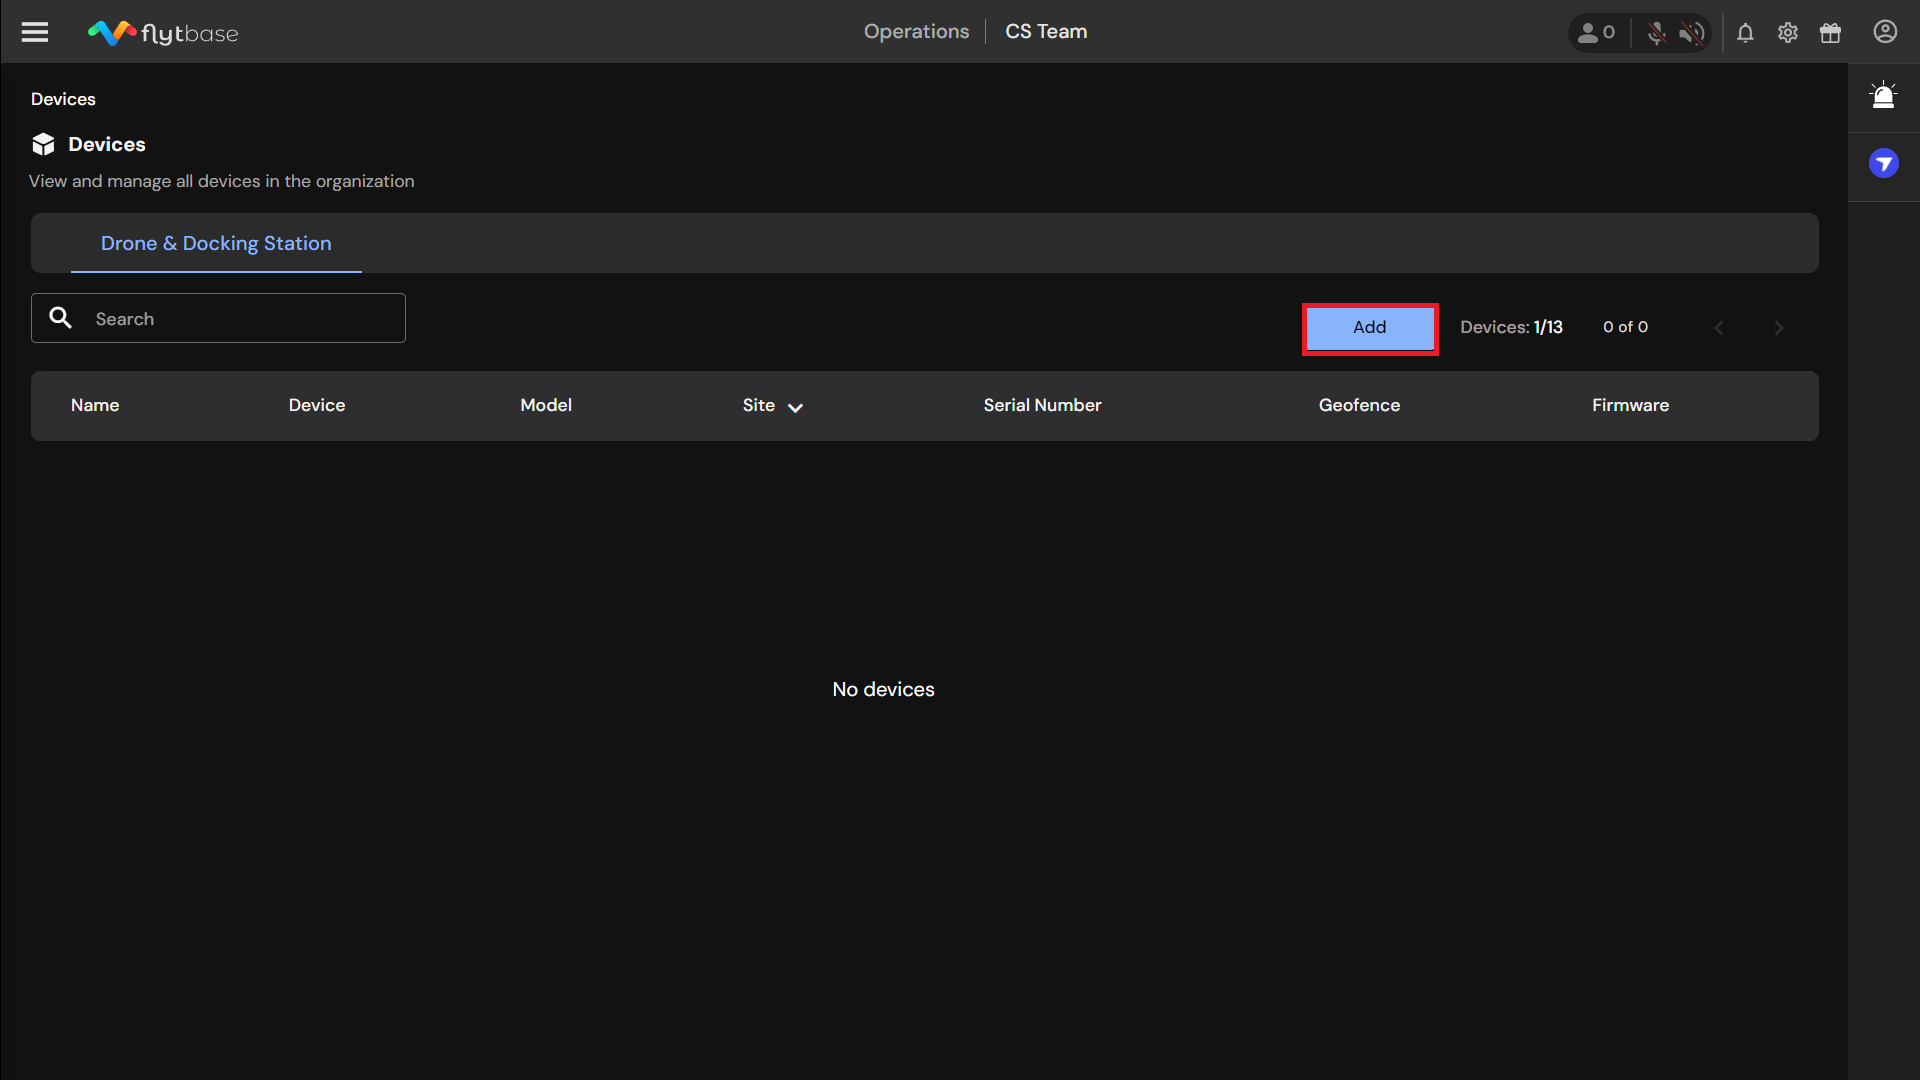 flytbase
Operations CS Team
0
Devices
Devices
View and manage all devices in the organization
Drone & Docking Station
Search
Add
Devices: 1/13
0 of 0
Name Device Model Site Serial Number Geofence Firmware
No devices